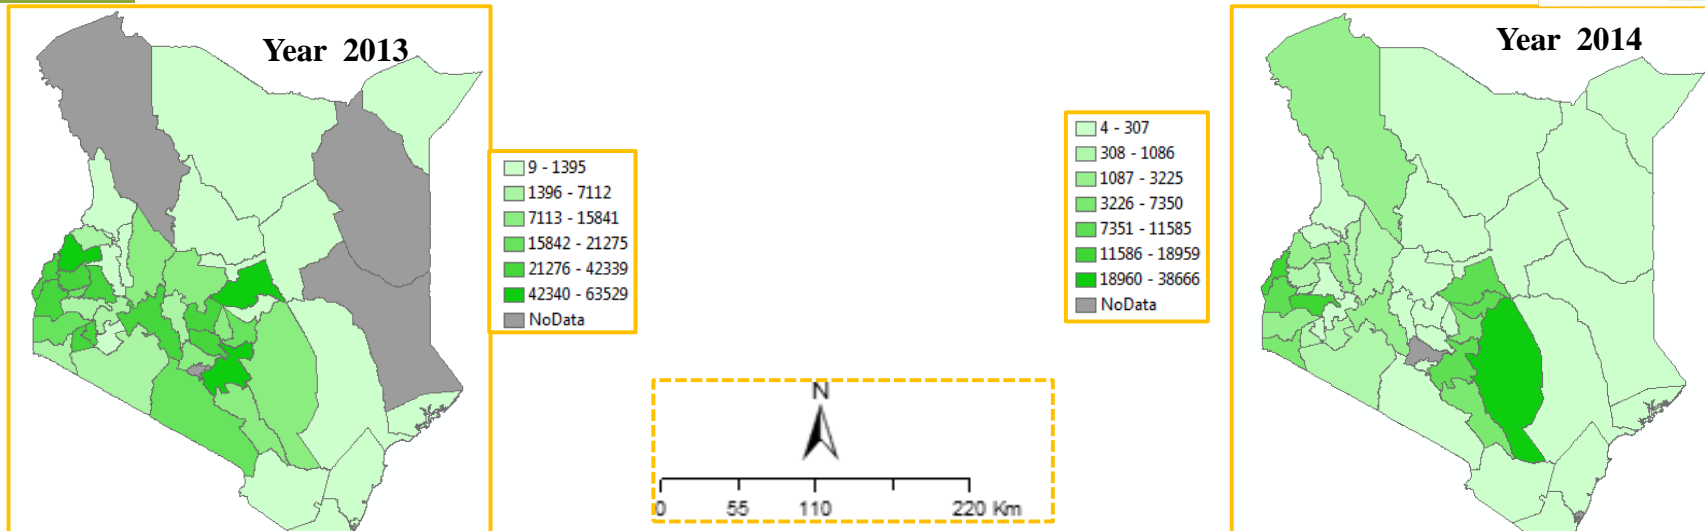 Year 2013
9 - 1395
1396 - 7112
7113 - 15841
15842 - 21275
21276 - 42339
42340 - 63529
NoData
N
0 55 110 220 Km
4 - 307
308 - 1086
1087 - 3225
3226 - 7350
7351 - 11585
11586 - 18959
18960 - 38666
NoData
Year 2014